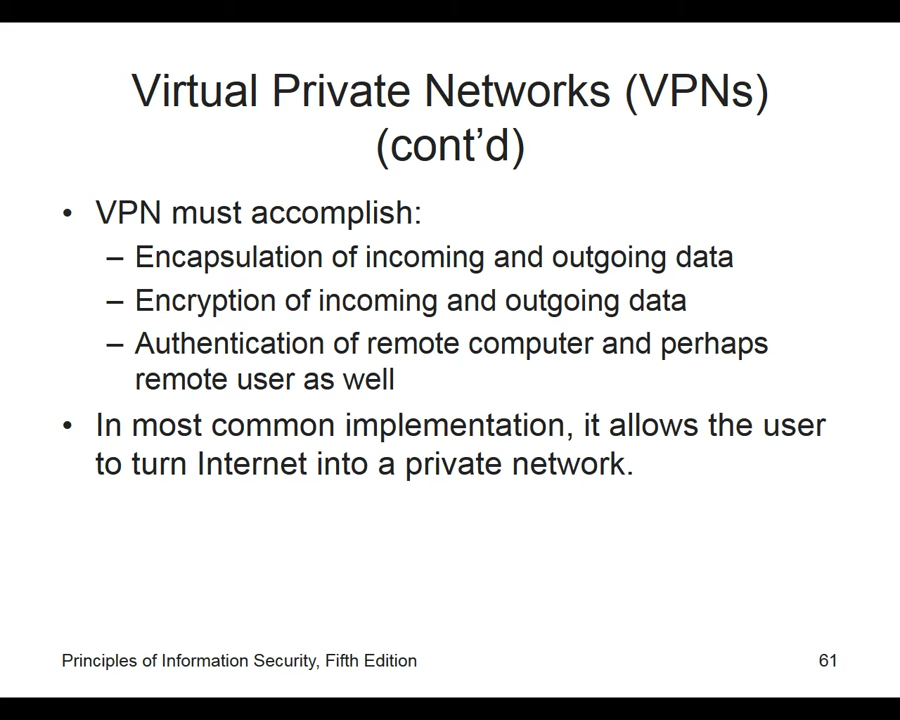 Virtual Private Networks (VPNs)
(cont’d)
• VPN must accomplish:
– Encapsulation of incoming and outgoing data
– Encryption of incoming and outgoing data
– Authentication of remote computer and perhaps
remote user as well
• In most common implementation, it allows the user
to turn Internet into a private network.
Principles of Information Security, Fifth Edition
61